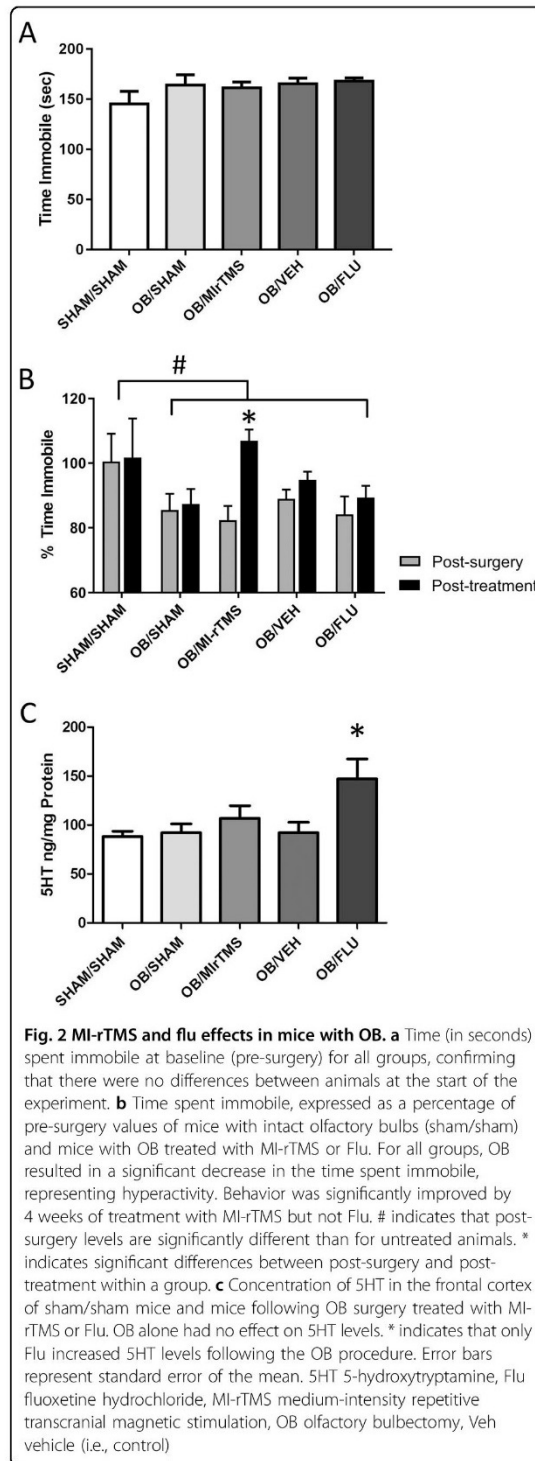 A
Time Immobile (sec)
200
150
100
50
0
SHAM/SHAM
OB/SHAM
OB/MIrTMS
OB/VEH
OB/FLU
B
#
*
% Time Immobile
120
100
80
60
Post-surgery
Post-treatment
SHAM/SHAM
OB/SHAM
OB/MI-rTMS
OB/VEH
OB/FLU
C
*
5HT ng/mg Protein
200
150
100
50
0
SHAM/SHAM
OB/SHAM
OB/MIrTMS
OB/VEH
OB/FLU
Fig. 2 MI-rTMS and flu effects in mice with OB. a Time (in seconds)
spent immobile at baseline (pre-surgery) for all groups, confirming
that there were no differences between animals at the start of the
experiment. b Time spent immobile, expressed as a percentage of
pre-surgery values of mice with intact olfactory bulbs (sham/sham)
and mice with OB treated with MI-rTMS or Flu. For all groups, OB
resulted in a significant decrease in the time spent immobile,
representing hyperactivity. Behavior was significantly improved by
4 weeks of treatment with MI-rTMS but not Flu. # indicates that post-
surgery levels are significantly different than for untreated animals. *
indicates significant differences between post-surgery and post-
treatment within a group. c Concentration of 5HT in the frontal cortex
of sham/sham mice and mice following OB surgery treated with MI-
rTMS or Flu. OB alone had no effect on 5HT levels. * indicates that only
Flu increased 5HT levels following the OB procedure. Error bars
represent standard error of the mean. 5HT 5-hydroxytryptamine, Flu
fluoxetine hydrochloride, MI-rTMS medium-intensity repetitive
transcranial magnetic stimulation, OB olfactory bulbectomy, Veh
vehicle (i.e., control)